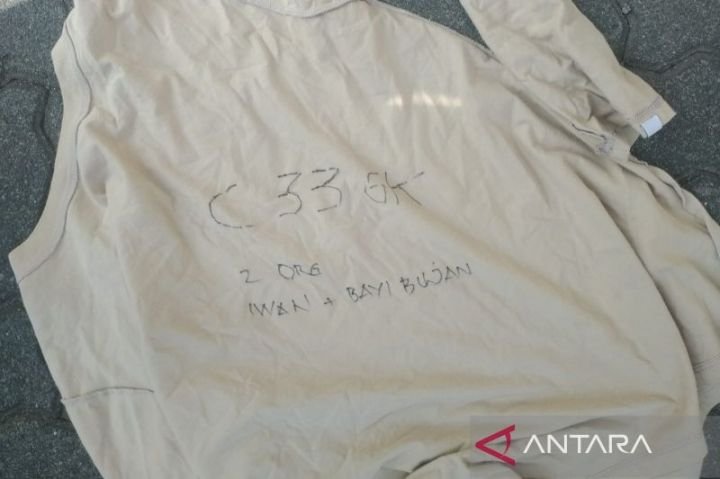 C 33 GK
2 ORG
IWAN + BAYI BUJAN
ANTARA